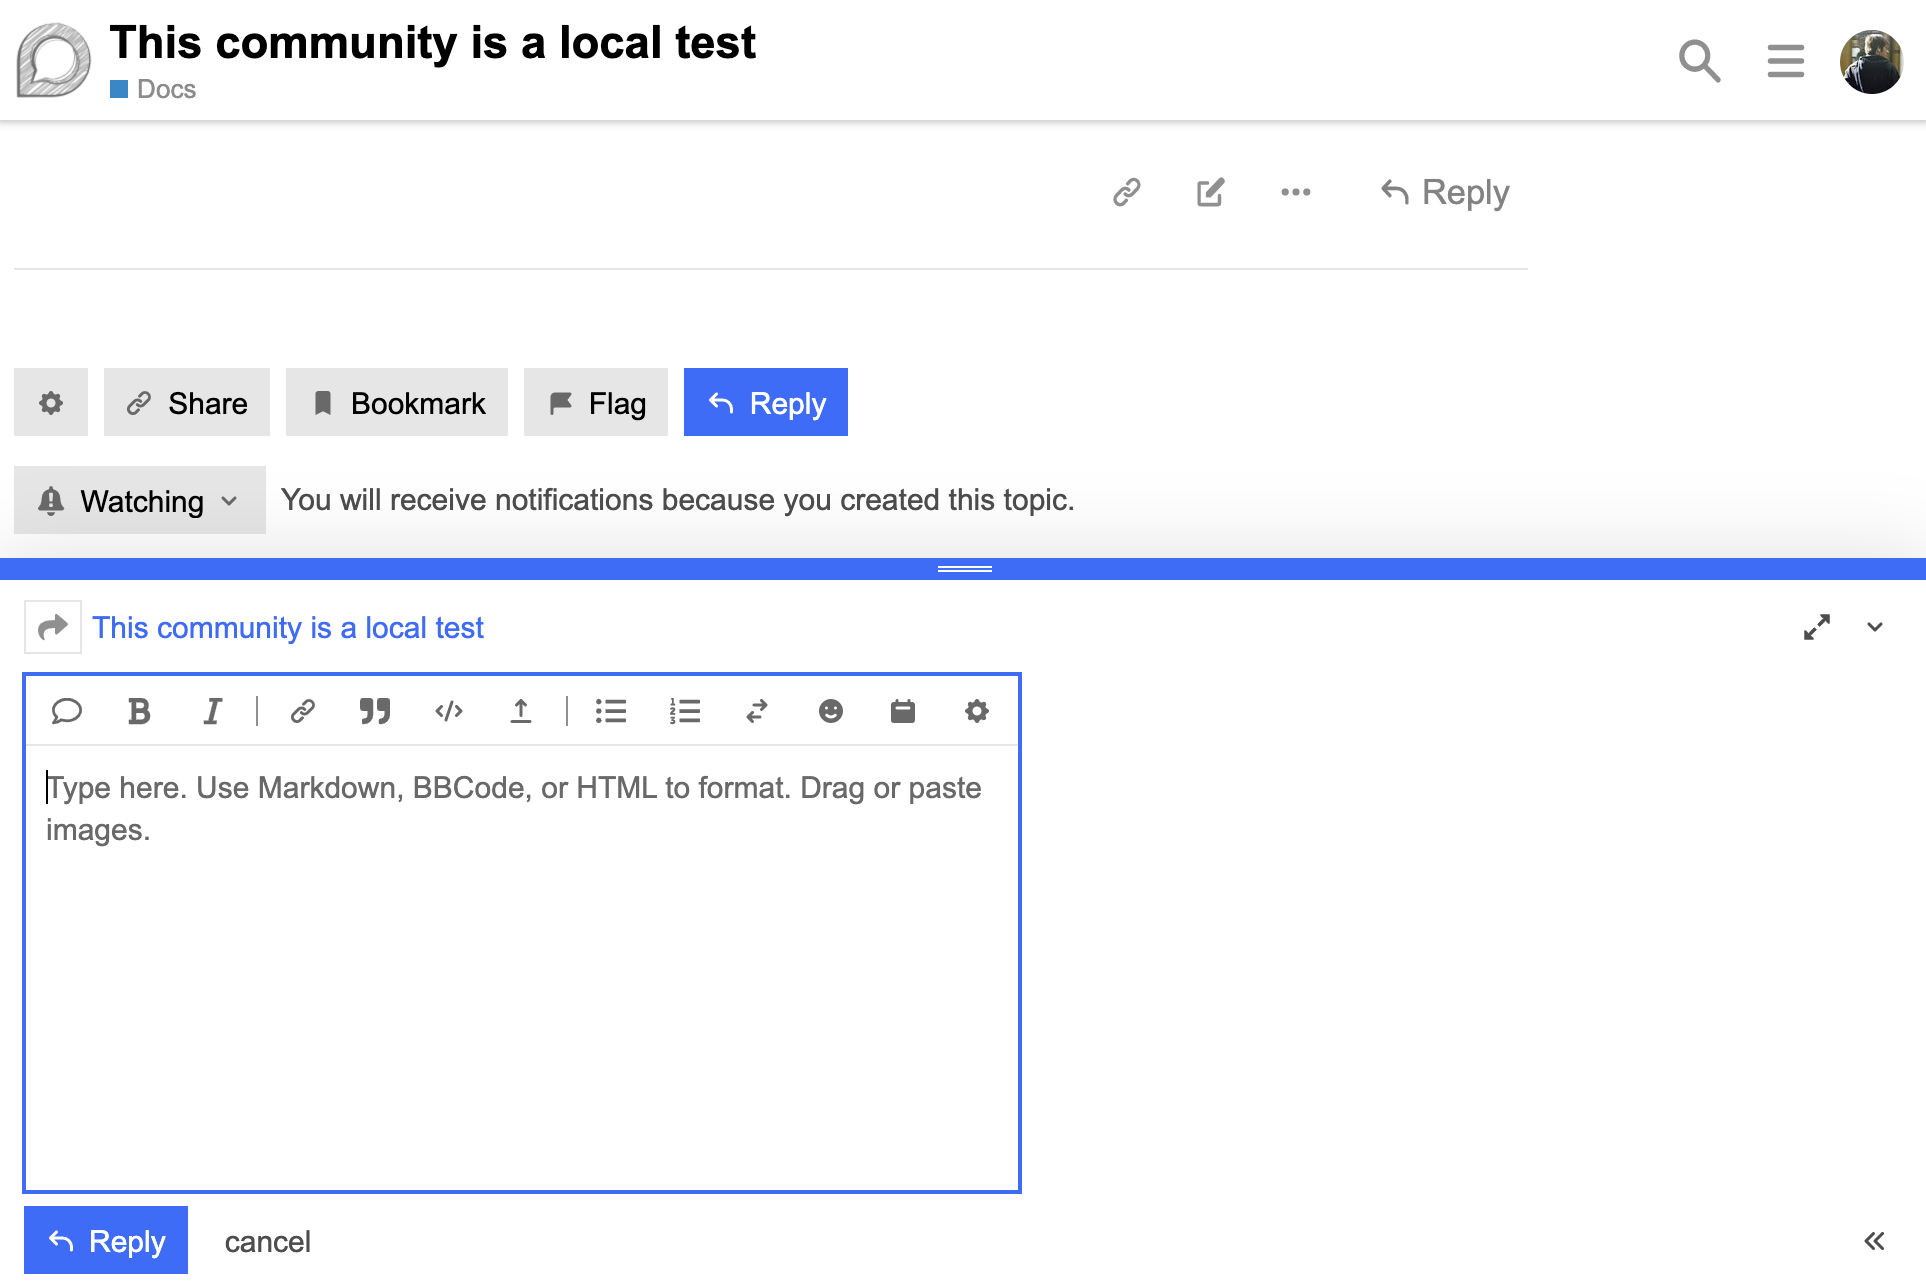 This community is a local test
Docs
Reply
Share
Bookmark
Flag
Reply
Watching
You will receive notifications because you created this topic.
This community is a local test
Type here. Use Markdown, BBCode, or HTML to format. Drag or paste
images.
Reply
cancel